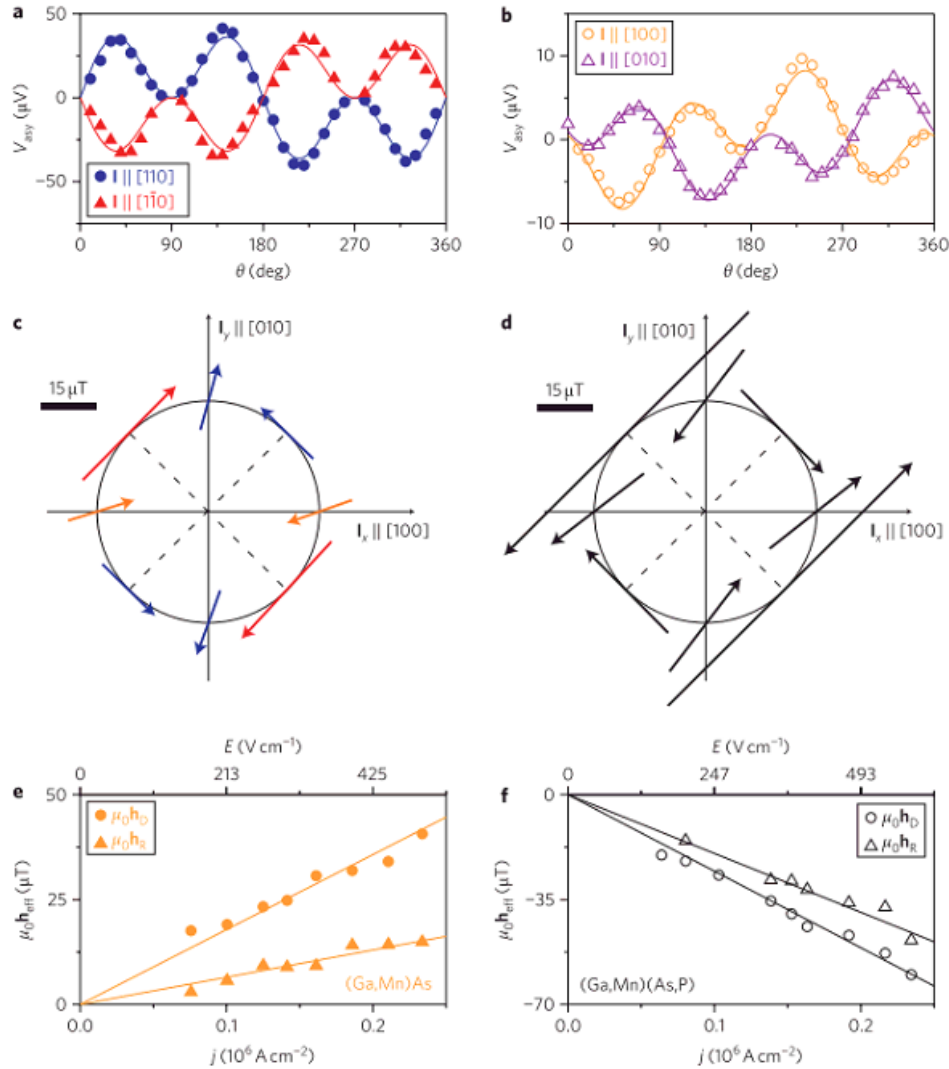 a
50
0
−50
V_asy (μV)
I || [110]
I || [1̄10]
0 90 180 270 360
θ (deg)
b
10
0
−10
V_asy (μV)
I || [100]
I || [010]
0 90 180 270 360
θ (deg)
c
I_y || [010]
15 μT
I_x || [100]
d
I_y || [010]
15 μT
I_x || [100]
E (V cm⁻¹)
0 213 425
e
50
25
0
μ₀h_eff (μT)
μ₀h_D
μ₀h_R
(Ga,Mn)As
0 0.1 0.2
j (10⁶ A cm⁻²)
E (V cm⁻¹)
0 247 493
f
0
−35
−70
μ₀h_eff (μT)
μ₀h_D
μ₀h_R
(Ga,Mn)(As,P)
0.0 0.1 0.2
j (10⁶ A cm⁻²)